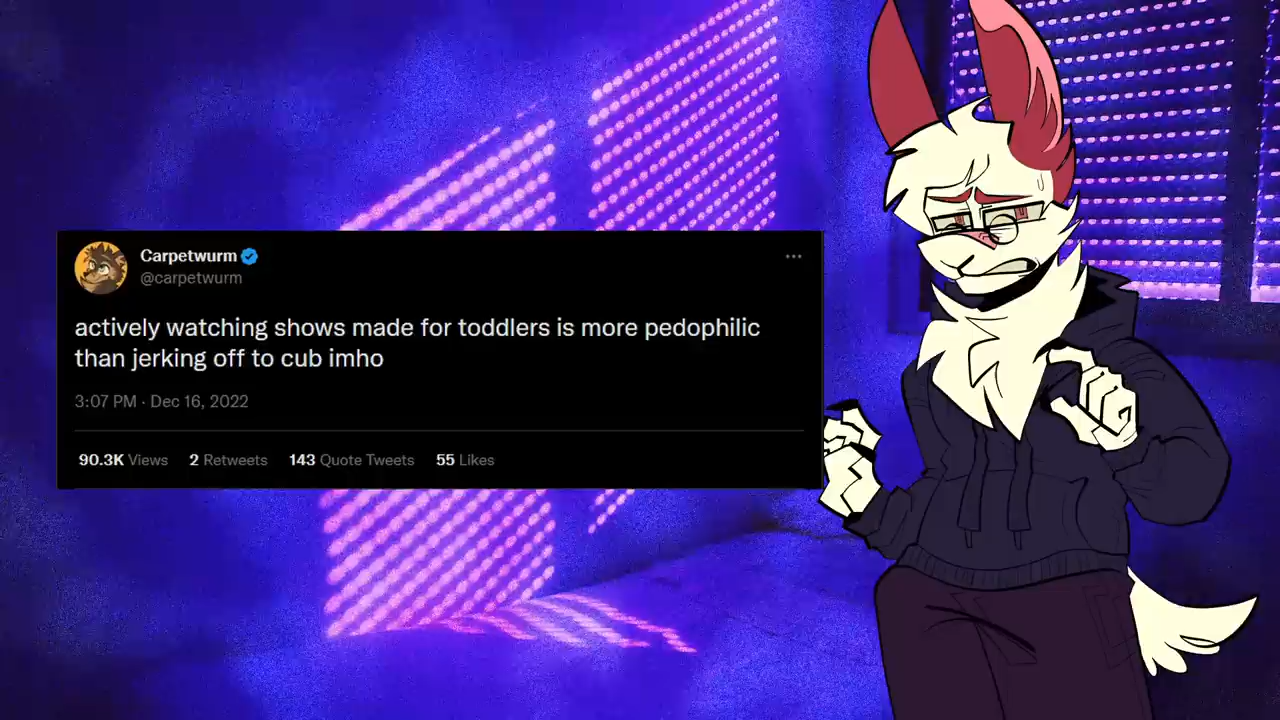 Carpetwurm
@carpetwurm
actively watching shows made for toddlers is more pedophilic
than jerking off to cub imho
3:07 PM · Dec 16, 2022
90.3K Views 2 Retweets 143 Quote Tweets 55 Likes